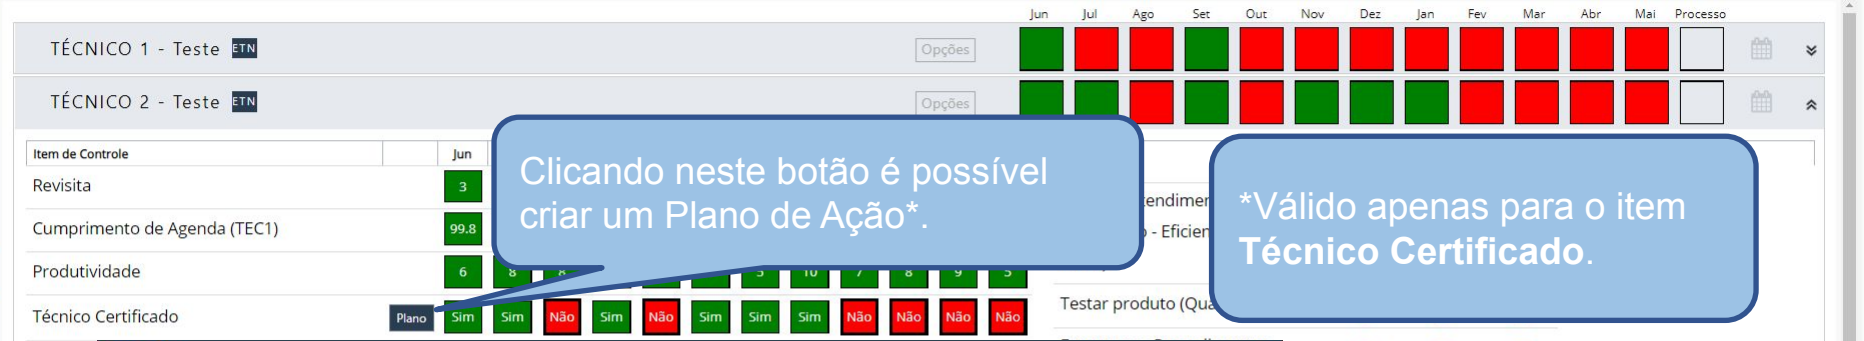 Jun Jul Ago Set Out Nov Dez Jan Fev Mar Abr Mai Processo
TÉCNICO 1 - Teste ETN Opções
TÉCNICO 2 - Teste ETN Opções
Item de Controle Jun
Revisita 3
Cumprimento de Agenda (TEC1) 99.8
Produtividade 6 8 8 5 10 7 8 9 5
Técnico Certificado Plano Sim Sim Não Sim Não Sim Sim Sim Não Não Não Não
Clicando neste botão é possível
criar um Plano de Ação*.
- Eficien
Testar produto (Qua
*Válido apenas para o item
Técnico Certificado.